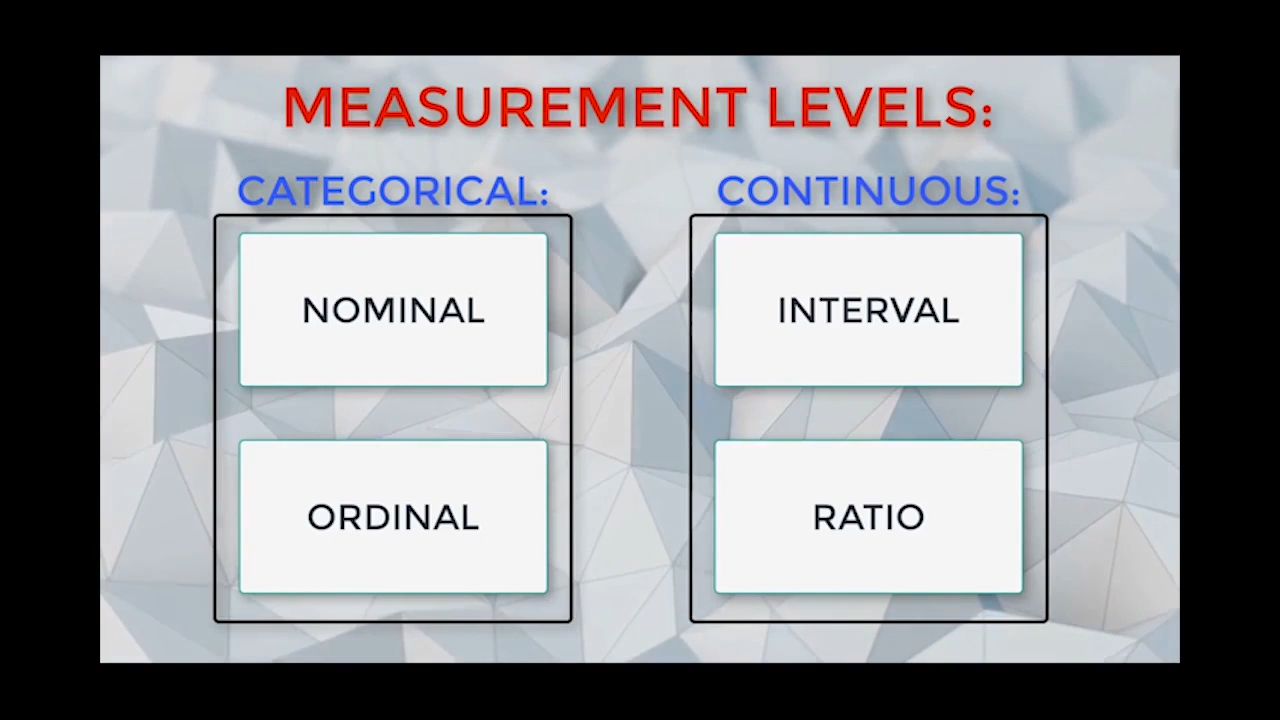 MEASUREMENT LEVELS:
CATEGORICAL:
NOMINAL
ORDINAL
CONTINUOUS:
INTERVAL
RATIO